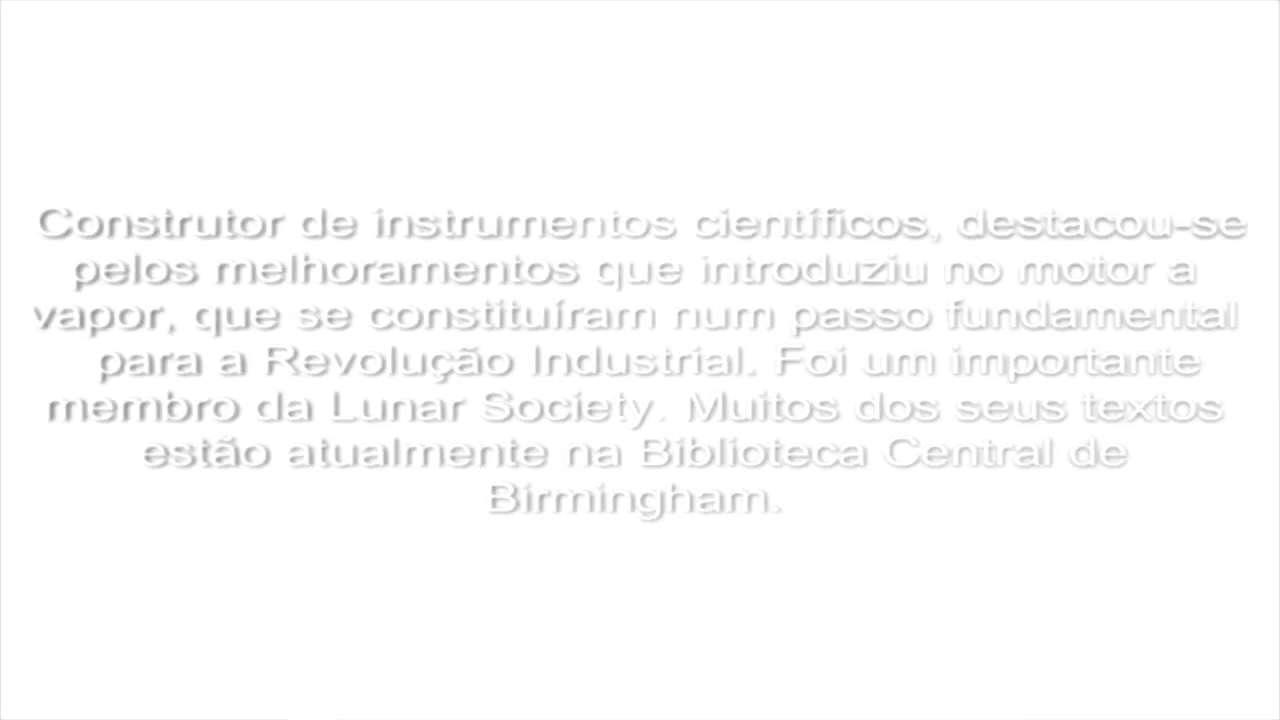 Construtor de instrumentos científicos, destacou-se
pelos melhoramentos que introduziu no motor a
vapor, que se constituíram num passo fundamental
para a Revolução Industrial. Foi um importante
membro da Lunar Society. Muitos dos seus textos
estão atualmente na Biblioteca Central de
Birmingham.